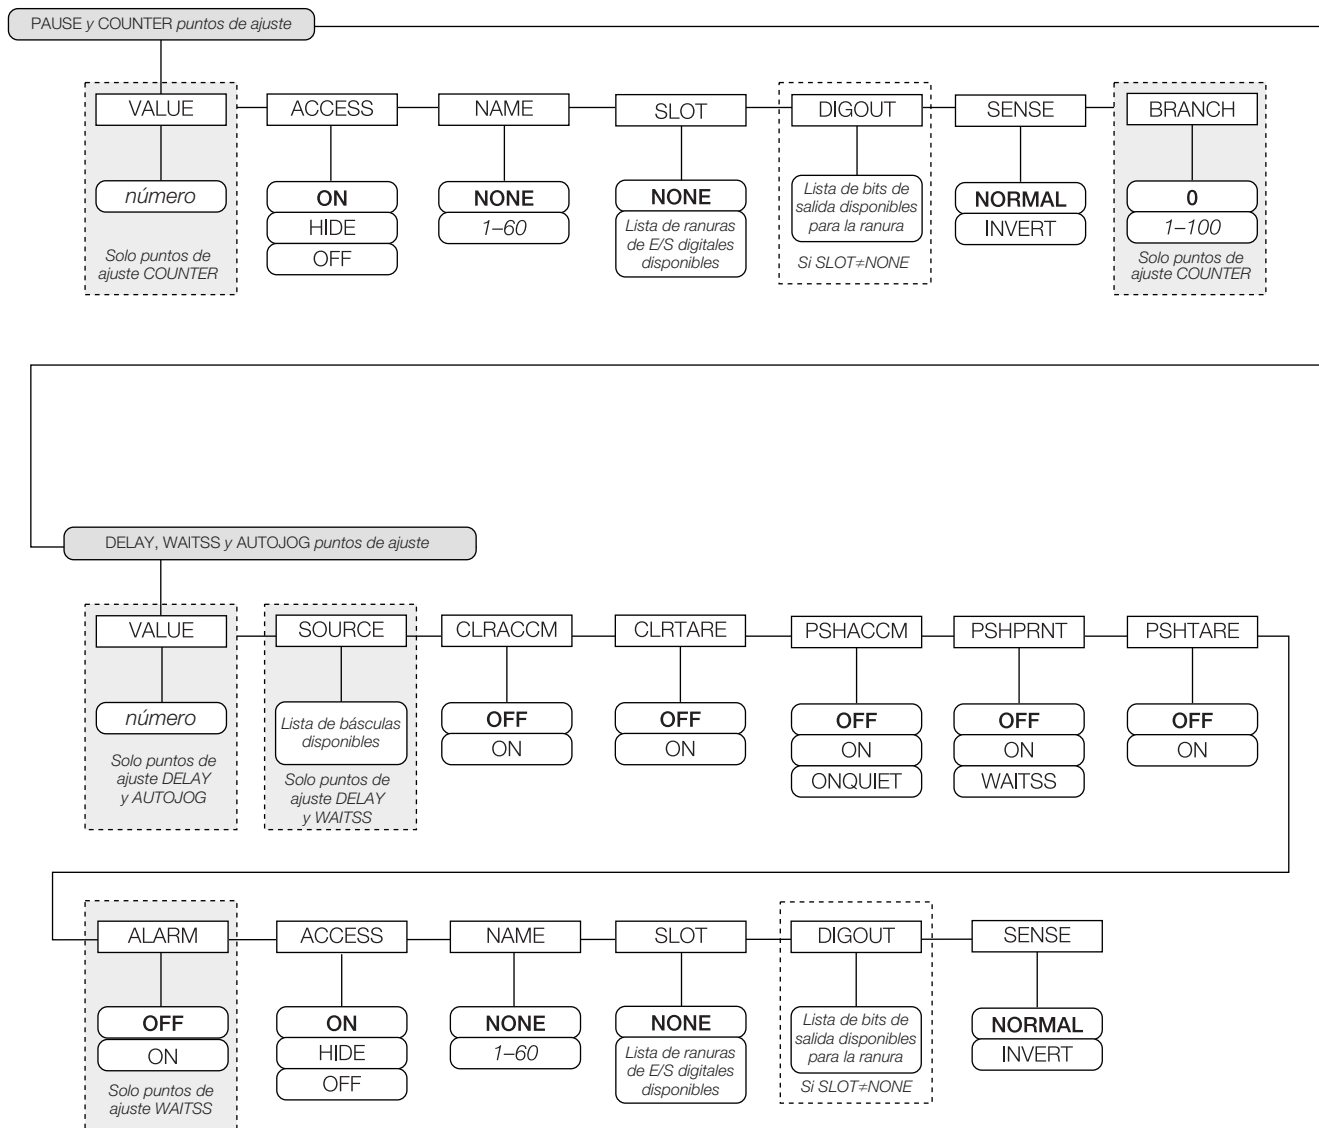 PAUSE y COUNTER puntos de ajuste
VALUE
ACCESS
NAME
SLOT
DIGOUT
SENSE
BRANCH
número
Solo puntos de
ajuste COUNTER
ON
HIDE
OFF
NONE
1–60
NONE
Lista de ranuras
de E/S digitales
disponibles
Lista de bits de
salida disponibles
para la ranura
Si SLOT≠NONE
NORMAL
INVERT
0
1–100
Solo puntos de
ajuste COUNTER
DELAY, WAITSS y AUTOJOG puntos de ajuste
VALUE
SOURCE
CLRACCM
CLRTARE
PSHACCM
PSHPRNT
PSHTARE
número
Solo puntos de
ajuste DELAY
y AUTOJOG
Lista de básculas
disponibles
Solo puntos de
ajuste DELAY
y WAITSS
OFF
ON
OFF
ON
OFF
ON
ONQUIET
OFF
ON
WAITSS
OFF
ON
ALARM
ACCESS
NAME
SLOT
DIGOUT
SENSE
OFF
ON
Solo puntos de
ajuste WAITSS
ON
HIDE
OFF
NONE
1–60
NONE
Lista de ranuras
de E/S digitales
disponibles
Lista de bits de
salida disponibles
para la ranura
Si SLOT≠NONE
NORMAL
INVERT